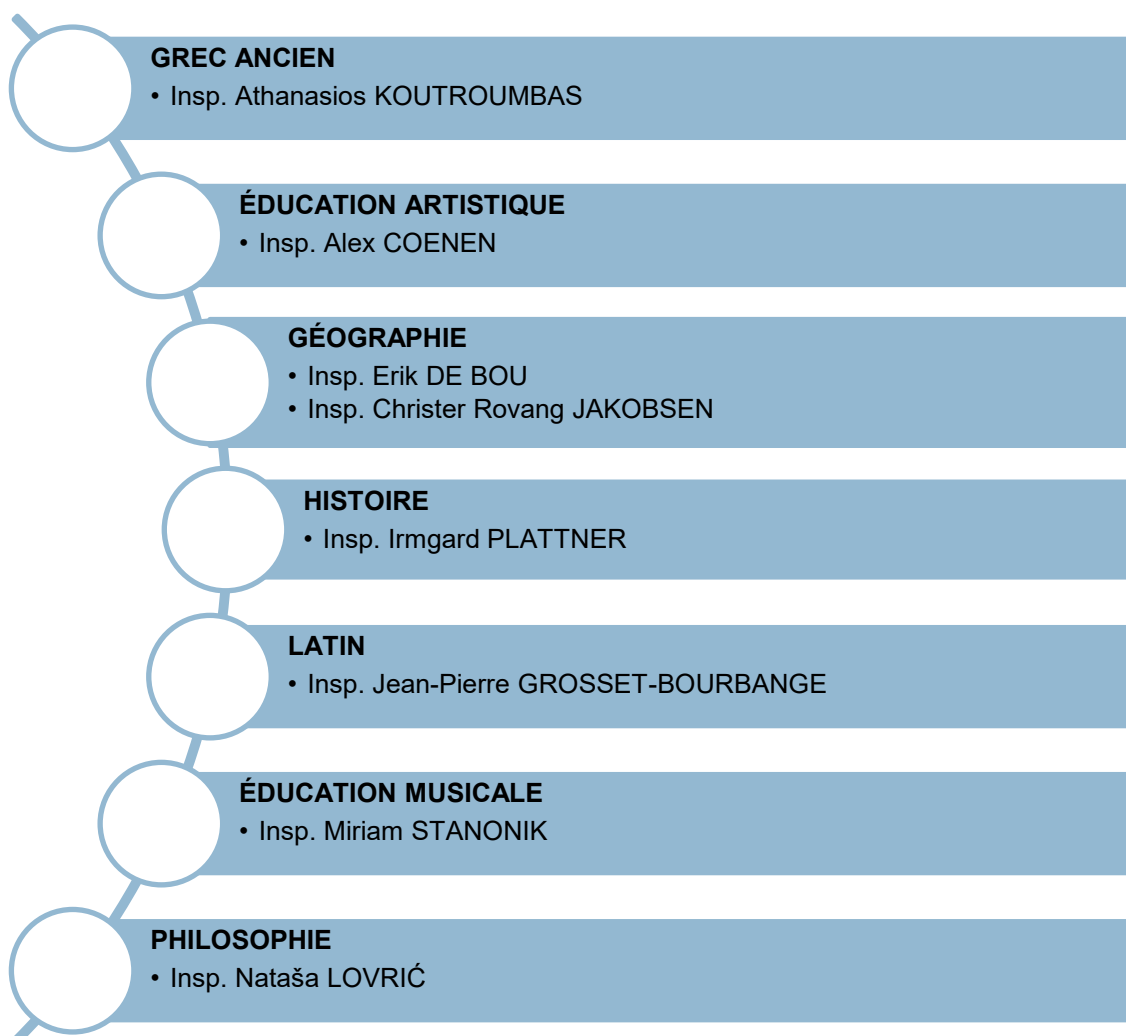 GREC ANCIEN
• Insp. Athanasios KOUTROUMBAS
ÉDUCATION ARTISTIQUE
• Insp. Alex COENEN
GÉOGRAPHIE
• Insp. Erik DE BOU
• Insp. Christer Rovang JAKOBSEN
HISTOIRE
• Insp. Irmgard PLATTNER
LATIN
• Insp. Jean-Pierre GROSSET-BOURBANGE
ÉDUCATION MUSICALE
• Insp. Miriam STANONIK
PHILOSOPHIE
• Insp. Nataša LOVRIĆ